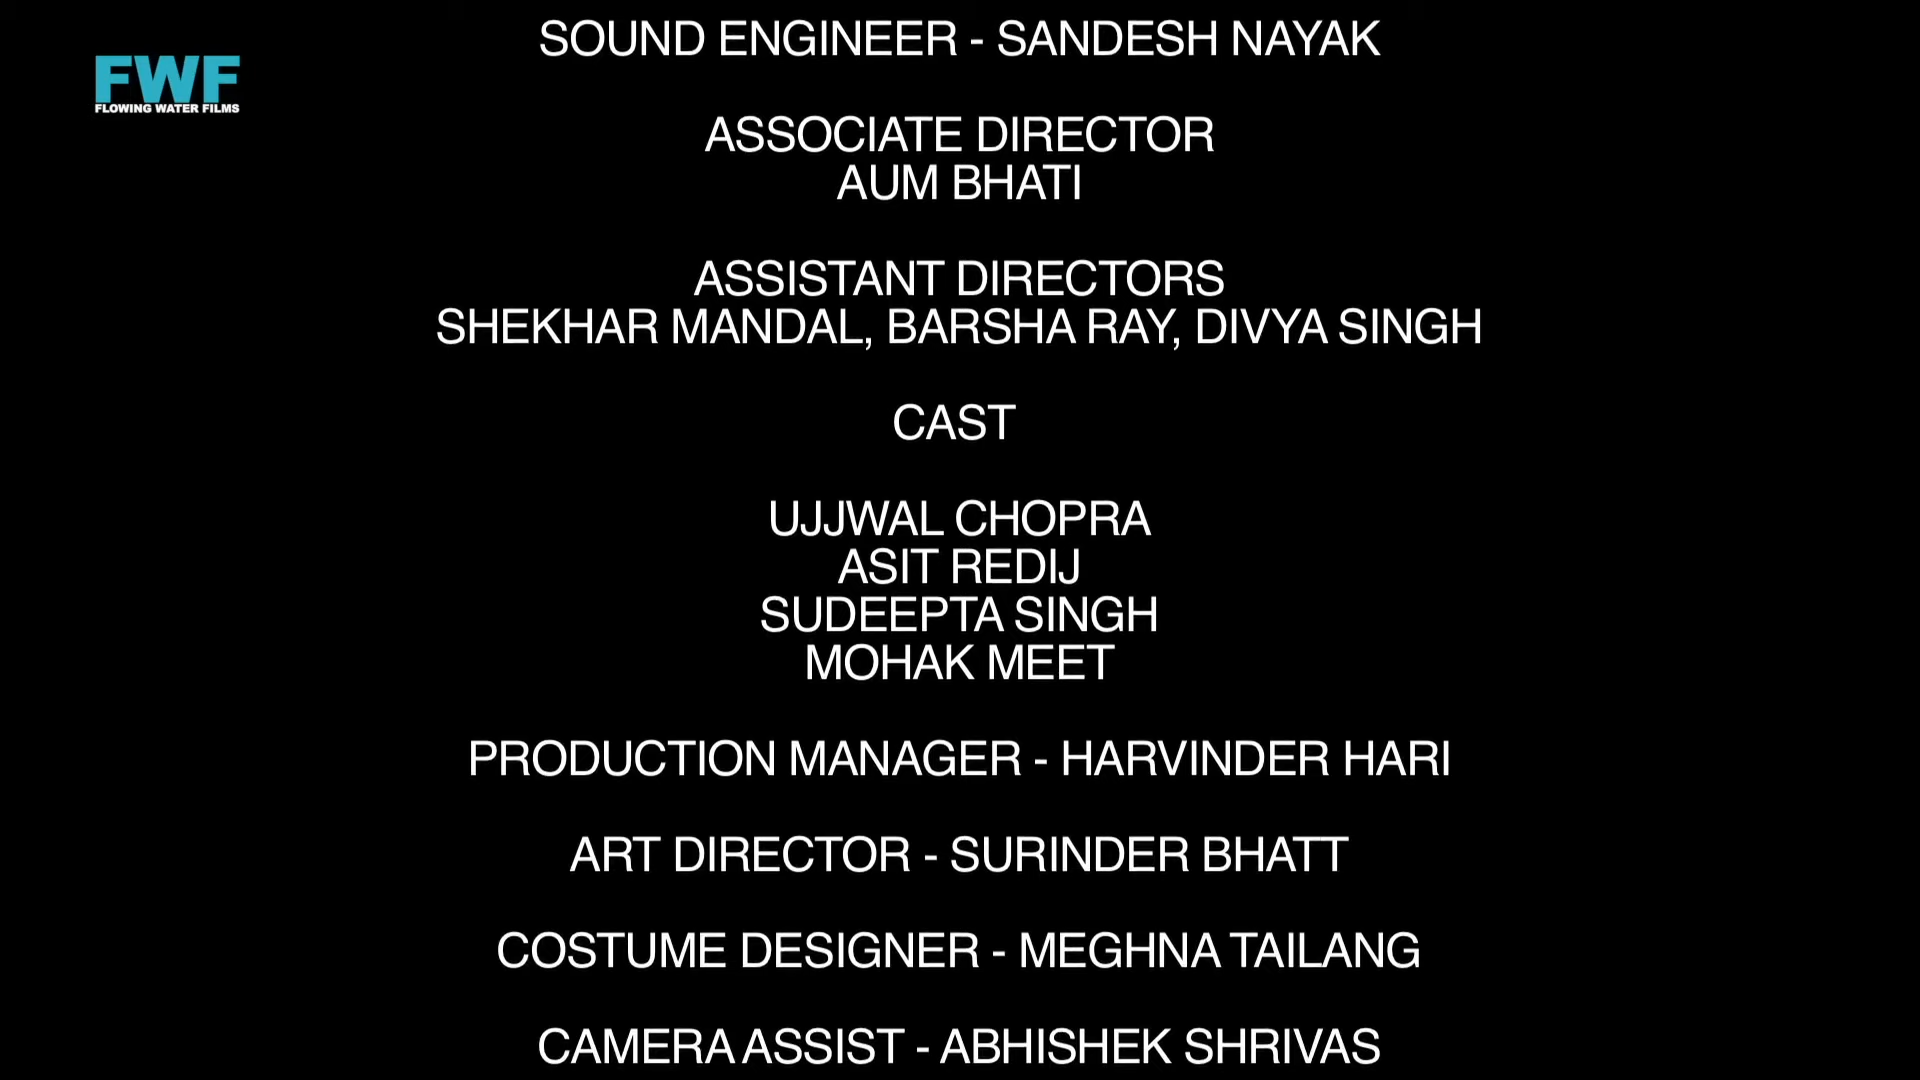 FWF
FLOWING WATER FILMS
SOUND ENGINEER - SANDESH NAYAK
ASSOCIATE DIRECTOR
AUM BHATI
ASSISTANT DIRECTORS
SHEKHAR MANDAL, BARSHA RAY, DIVYA SINGH
CAST
UJJWAL CHOPRA
ASIT REDIJ
SUDEEPTA SINGH
MOHAK MEET
PRODUCTION MANAGER - HARVINDER HARI
ART DIRECTOR - SURINDER BHATT
COSTUME DESIGNER - MEGHNA TAILANG
CAMERA ASSIST - ABHISHEK SHRIVAS